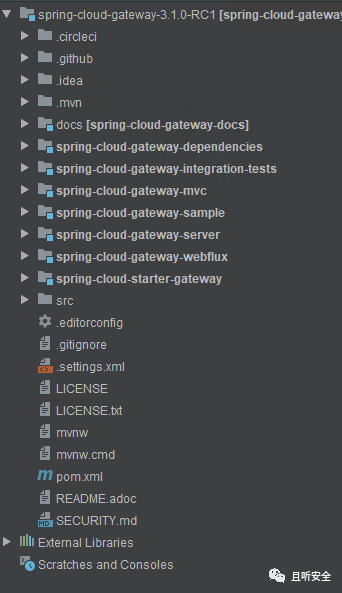 spring-cloud-gateway-3.1.0-RC1 [spring-cloud-gateway
.circleci
.github
.idea
.mvn
docs [spring-cloud-gateway-docs]
spring-cloud-gateway-dependencies
spring-cloud-gateway-integration-tests
spring-cloud-gateway-mvc
spring-cloud-gateway-sample
spring-cloud-gateway-server
spring-cloud-gateway-webflux
spring-cloud-starter-gateway
src
.editorconfig
.gitignore
.settings.xml
LICENSE
LICENSE.txt
mvnw
mvnw.cmd
pom.xml
README.adoc
SECURITY.md
External Libraries
Scratches and Consoles
且听安全